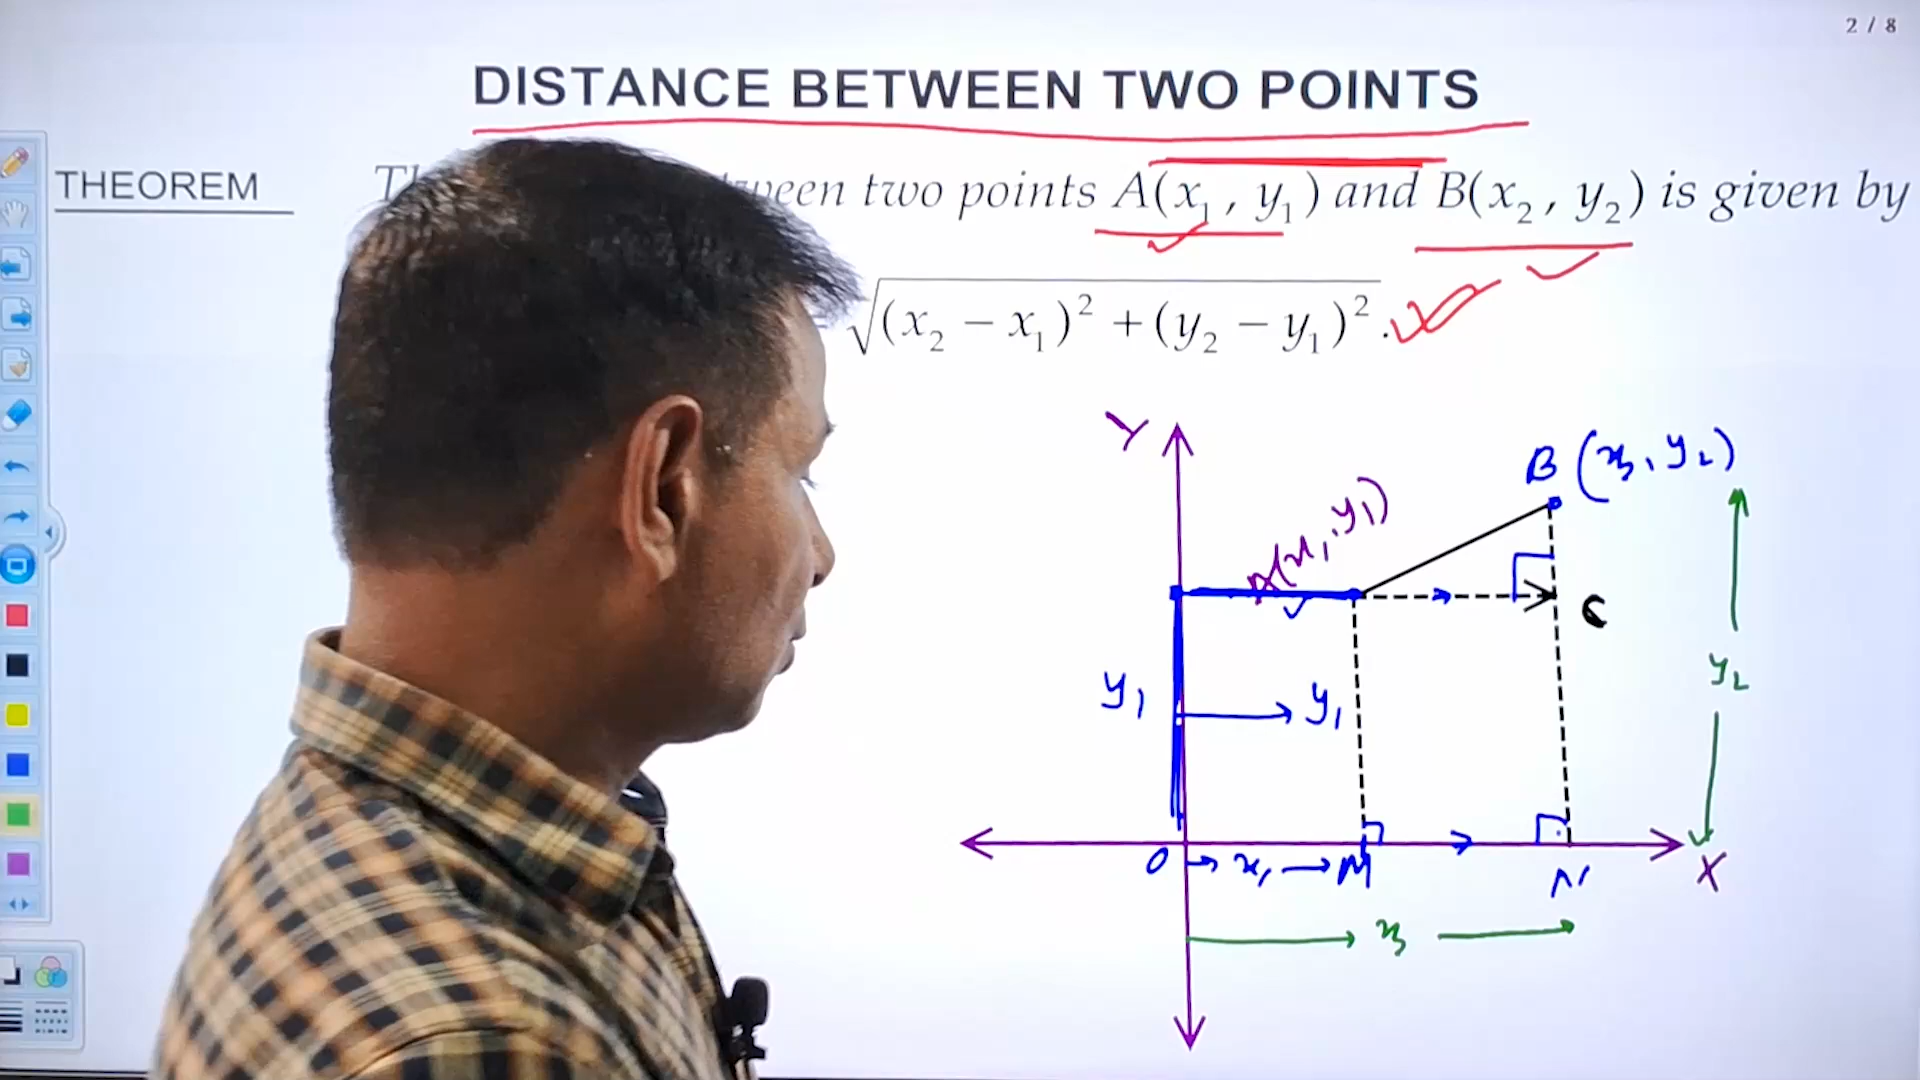 2 / 8
DISTANCE BETWEEN TWO POINTS
THEOREM
two points A(x₁, y₁) and B(x₂, y₂) is given by
√(x₂ − x₁)² + (y₂ − y₁)².
Y
B (x₂, y₂)
A(x₁, y₁)
C
y₂
y₁
y₁
O
x₁
M
N
X
x₂